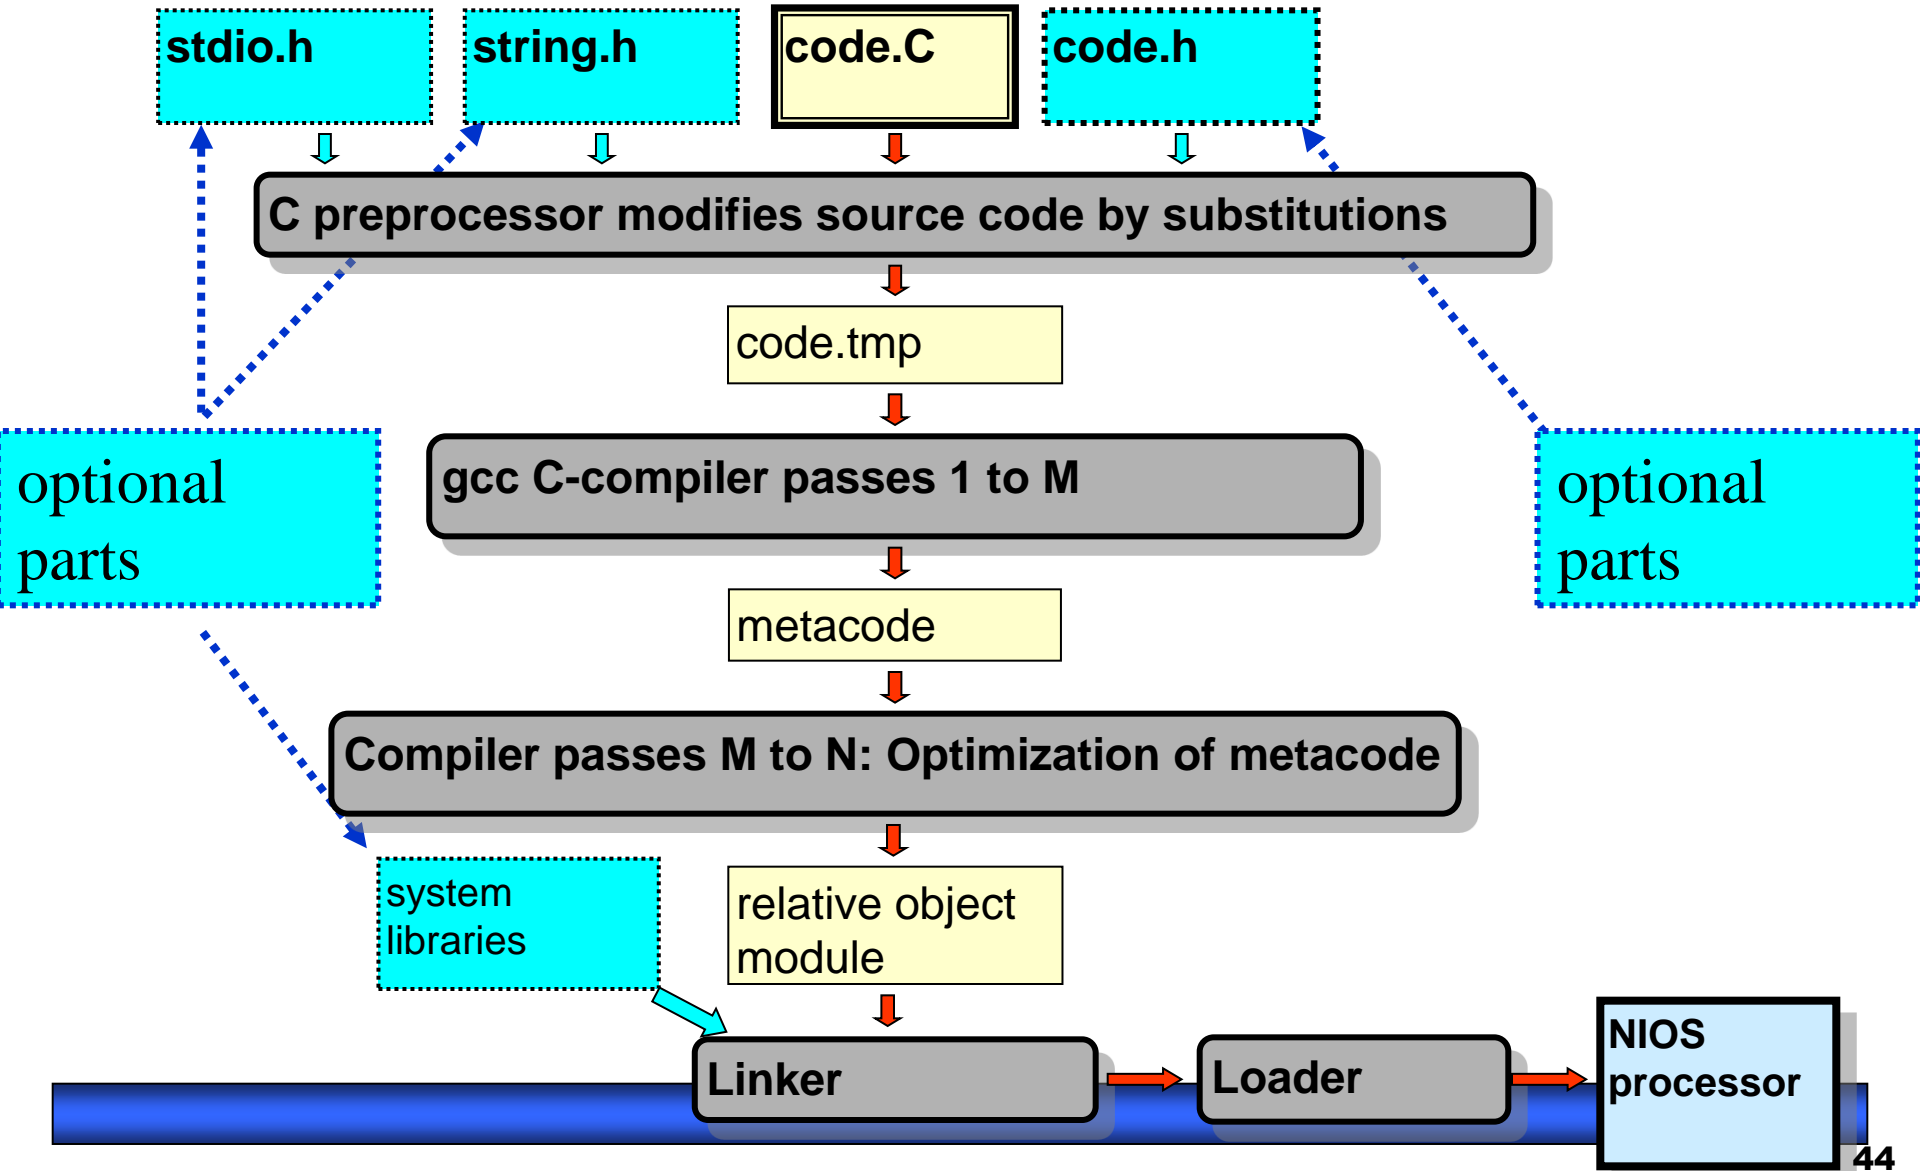 stdio.h
string.h
code.C
code.h
C preprocessor modifies source code by substitutions
code.tmp
optional
parts
gcc C-compiler passes 1 to M
optional
parts
metacode
Compiler passes M to N: Optimization of metacode
system
libraries
relative object
module
Linker
Loader
NIOS
processor
44